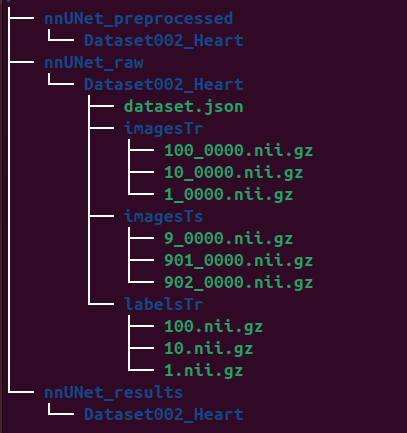 nnUNet_preprocessed
Dataset002_Heart
nnUNet_raw
Dataset002_Heart
dataset.json
imagesTr
100_0000.nii.gz
10_0000.nii.gz
1_0000.nii.gz
imagesTs
9_0000.nii.gz
901_0000.nii.gz
902_0000.nii.gz
labelsTr
100.nii.gz
10.nii.gz
1.nii.gz
nnUNet_results
Dataset002_Heart